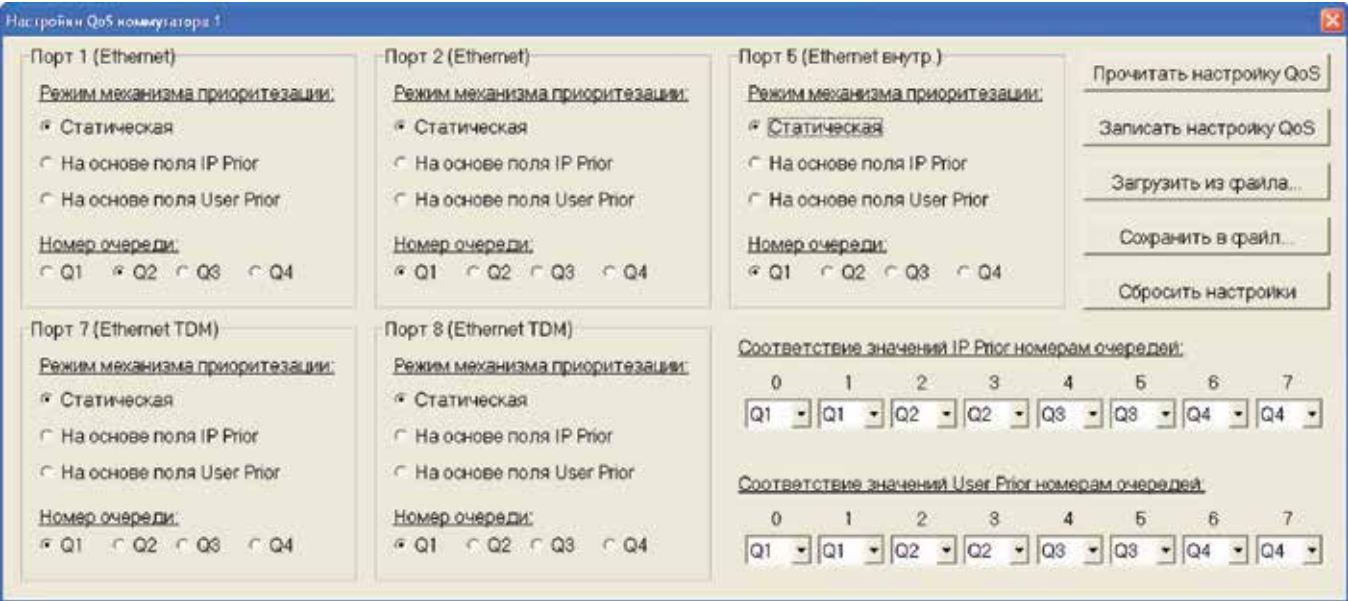 Настройки QoS коммутатора 1
Порт 1 (Ethernet)
Режим механизма приоритезации:
Статическая
На основе поля IP Prior
На основе поля User Prior
Номер очереди:
Q1 Q2 Q3 Q4
Порт 2 (Ethernet)
Режим механизма приоритезации:
Статическая
На основе поля IP Prior
На основе поля User Prior
Номер очереди:
Q1 Q2 Q3 Q4
Порт 5 (Ethernet внутр.)
Режим механизма приоритезации:
Статическая
На основе поля IP Prior
На основе поля User Prior
Номер очереди:
Q1 Q2 Q3 Q4
Прочитать настройку QoS
Записать настройку QoS
Загрузить из файла...
Сохранить в файл...
Сбросить настройки
Порт 7 (Ethernet TDM)
Режим механизма приоритезации:
Статическая
На основе поля IP Prior
На основе поля User Prior
Номер очереди:
Q1 Q2 Q3 Q4
Порт 8 (Ethernet TDM)
Режим механизма приоритезации:
Статическая
На основе поля IP Prior
На основе поля User Prior
Номер очереди:
Q1 Q2 Q3 Q4
Соответствие значений IP Prior номерам очередей:
0 1 2 3 4 5 6 7
Q1 Q1 Q2 Q2 Q3 Q3 Q4 Q4
Соответствие значений User Prior номерам очередей:
0 1 2 3 4 5 6 7
Q1 Q1 Q2 Q2 Q3 Q3 Q4 Q4